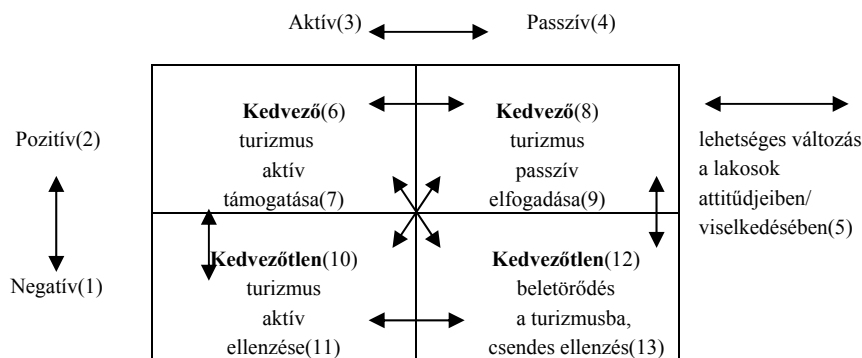 Aktív(3) Passzív(4)
Kedvező(6)
turizmus
aktív
támogatása(7)
Kedvező(8)
turizmus
passzív
elfogadása(9)
Pozitív(2)
Negatív(1)
lehetséges változás
a lakosok
attitűdjeiben/
viselkedésében(5)
Kedvezőtlen(10)
turizmus
aktív
ellenzése(11)
Kedvezőtlen(12)
beletörődés
a turizmusba,
csendes ellenzés(13)